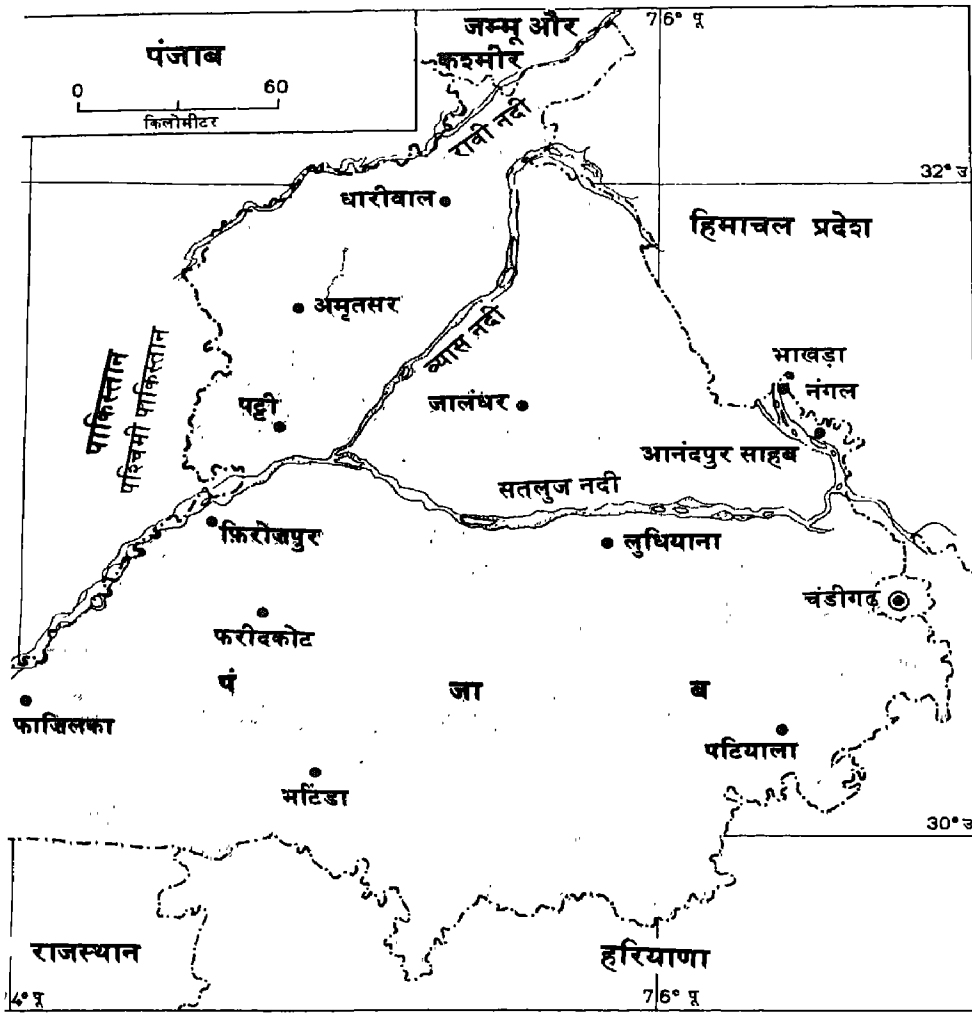 पंजाब
0 60
किलोमीटर
जम्मू और
कश्मीर
76° पू
रावी नदी
32° उ
धारीवाल
हिमाचल प्रदेश
अमृतसर
व्यास नदी
पाकिस्तान
पश्चिमी पाकिस्तान
भाखड़ा
नंगल
पट्टी
जालंधर
आनंदपुर साहब
सतलुज नदी
फ़िरोज़पुर
लुधियाना
चंडीगढ़
फरीदकोट
पं जा ब
फाज़िलका
पटियाला
भटिंडा
30° उ
राजस्थान
हरियाणा
4° पू
76° पू